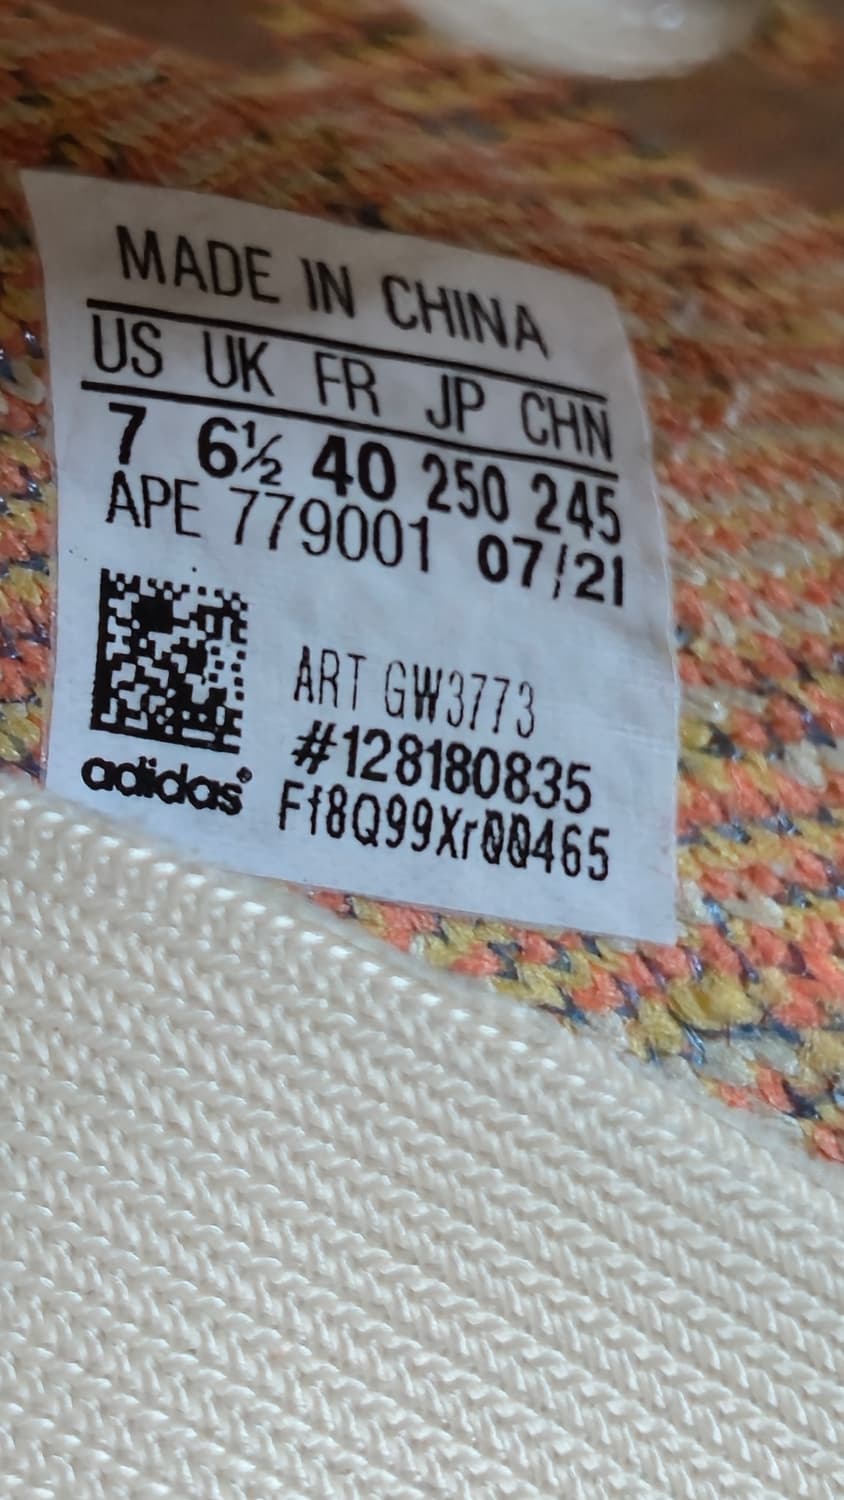 MADE IN CHINA
US UK FR JP CHN
7 6½ 40 250 245
APE 779001 07/21
ART GW3773
#128180835
adidas®
Ff8Q99Xr00465